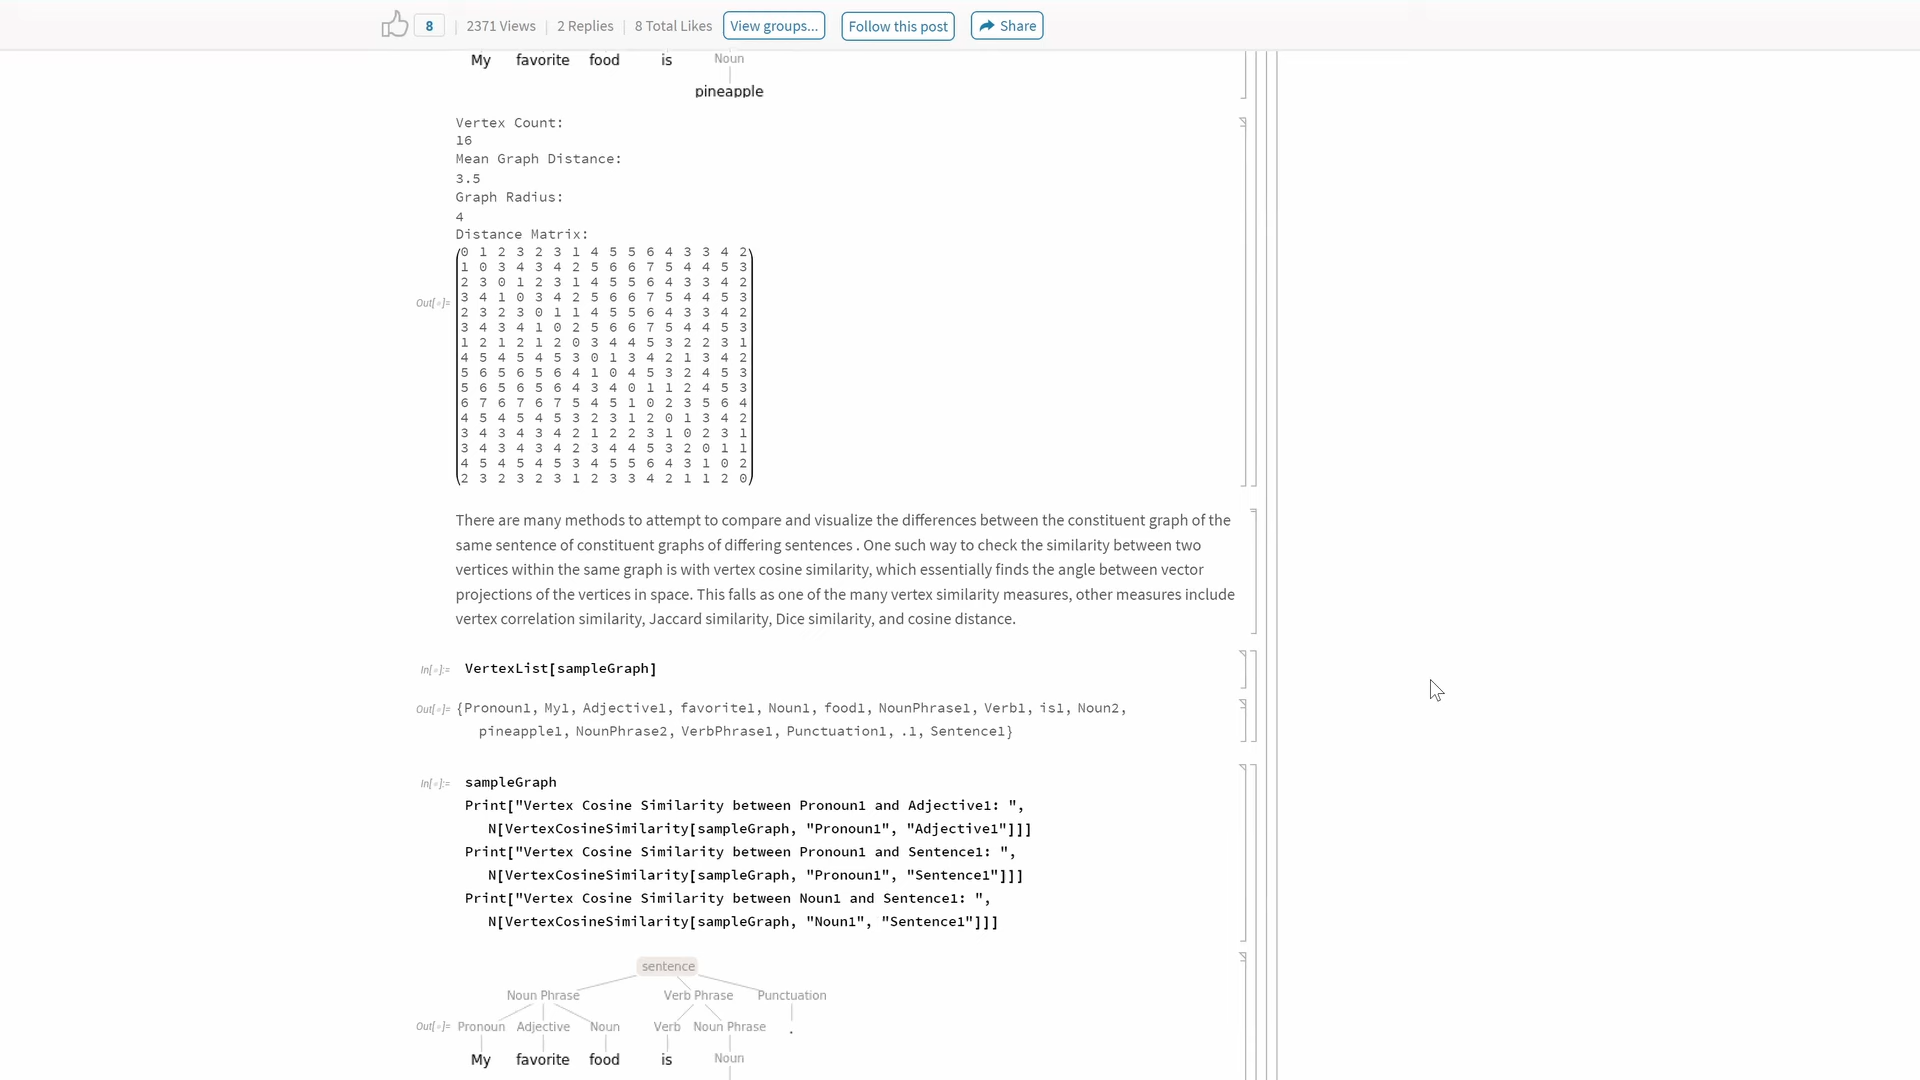 8 | 2371 Views | 2 Replies | 8 Total Likes View groups... Follow this post Share
My favorite food is Noun
pineapple
Vertex Count:
16
Mean Graph Distance:
3.5
Graph Radius:
4
Distance Matrix:
0 1 2 3 2 3 1 4 5 5 6 4 3 3 4 2
1 0 3 4 3 4 2 5 6 6 7 5 4 4 5 3
2 3 0 1 2 3 1 4 5 5 6 4 3 3 4 2
Out[∘]= 3 4 1 0 3 4 2 5 6 6 7 5 4 4 5 3
2 3 2 3 0 1 1 4 5 5 6 4 3 3 4 2
3 4 3 4 1 0 2 5 6 6 7 5 4 4 5 3
1 2 1 2 1 2 0 3 4 4 5 3 2 2 3 1
4 5 4 5 4 5 3 0 1 3 4 2 1 3 4 2
5 6 5 6 5 6 4 1 0 4 5 3 2 4 5 3
5 6 5 6 5 6 4 3 4 0 1 1 2 4 5 3
6 7 6 7 6 7 5 4 5 1 0 2 3 5 6 4
4 5 4 5 4 5 3 2 3 1 2 0 1 3 4 2
3 4 3 4 3 4 2 1 2 2 3 1 0 2 3 1
3 4 3 4 3 4 2 3 4 4 5 3 2 0 1 1
4 5 4 5 4 5 3 4 5 5 6 4 3 1 0 2
2 3 2 3 2 3 1 2 3 3 4 2 1 1 2 0
There are many methods to attempt to compare and visualize the differences between the constituent graph of the
same sentence of constituent graphs of differing sentences . One such way to check the similarity between two
vertices within the same graph is with vertex cosine similarity, which essentially finds the angle between vector
projections of the vertices in space. This falls as one of the many vertex similarity measures, other measures include
vertex correlation similarity, Jaccard similarity, Dice similarity, and cosine distance.
In[∘]:= VertexList[sampleGraph]
Out[∘]= {Pronoun1, My1, Adjective1, favorite1, Noun1, food1, NounPhrase1, Verb1, is1, Noun2,
pineapple1, NounPhrase2, VerbPhrase1, Punctuation1, .1, Sentence1}
In[∘]:= sampleGraph
Print["Vertex Cosine Similarity between Pronoun1 and Adjective1: ",
N[VertexCosineSimilarity[sampleGraph, "Pronoun1", "Adjective1"]]]
Print["Vertex Cosine Similarity between Pronoun1 and Sentence1: ",
N[VertexCosineSimilarity[sampleGraph, "Pronoun1", "Sentence1"]]]
Print["Vertex Cosine Similarity between Noun1 and Sentence1: ",
N[VertexCosineSimilarity[sampleGraph, "Noun1", "Sentence1"]]]
sentence
Noun Phrase Verb Phrase Punctuation
Out[∘]= Pronoun Adjective Noun Verb Noun Phrase .
My favorite food is Noun